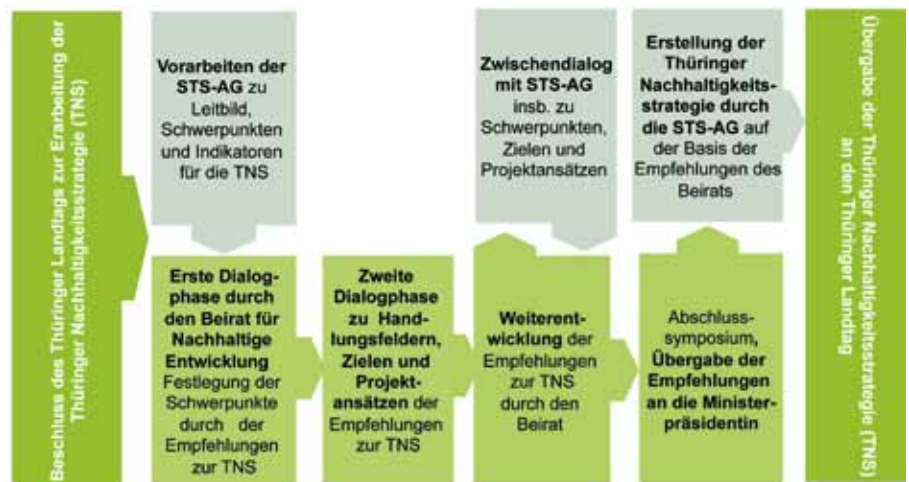 Beschluss des Thüringer Landtags zur Erarbeitung der
Thüringer Nachhaltigkeitsstrategie (TNS)
Vorarbeiten der
STS-AG zu
Leitbild,
Schwerpunkten
und Indikatoren
für die TNS
Erste Dialog-
phase durch
den Beirat für
Nachhaltige
Entwicklung
Festlegung der
Schwerpunkte
durch der
Empfehlungen
zur TNS
Zweite
Dialogphase
zu Hand-
lungsfeldern,
Zielen und
Projekt-
ansätzen der
Empfehlungen
zur TNS
Zwischendialog
mit STS-AG
insb. zu
Schwerpunkten,
Zielen und
Projektansätzen
Weiterent-
wicklung der
Empfehlungen
zur TNS
durch den
Beirat
Erstellung der
Thüringer
Nachhaltigkeits-
strategie durch
die STS-AG auf
der Basis der
Empfehlungen des
Beirats
Abschluss-
symposium,
Übergabe der
Empfehlungen
an die Minister-
präsidentin
Übergabe der Thüringer Nachhaltigkeitsstrategie (TNS)
an den Thüringer Landtag